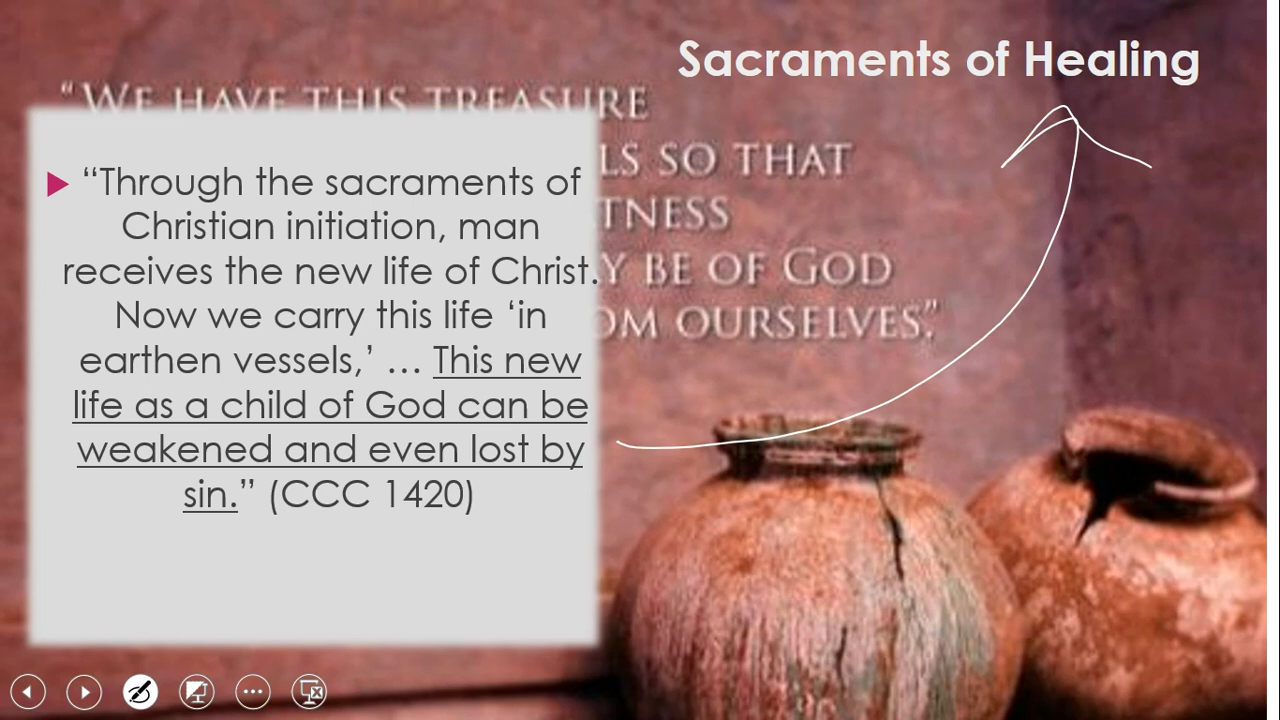 Sacraments of Healing
“WE HAVE THIS TREASURE
LS SO THAT
TNESS
Y BE OF GOD
OM OURSELVES.”
“Through the sacraments of
Christian initiation, man
receives the new life of Christ.
Now we carry this life ‘in
earthen vessels,’ … This new
life as a child of God can be
weakened and even lost by
sin.” (CCC 1420)